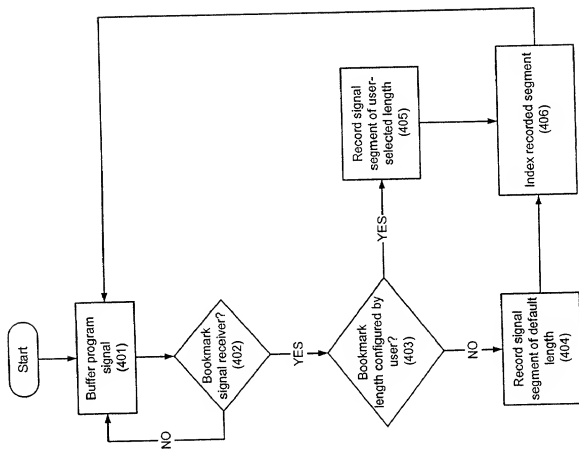 Start
Buffer program
signal
(401)
NO
Bookmark
signal receiver?
(402)
YES
Bookmark
length configured by
user?
(403)
YES
Record signal
segment of user-
selected length
(405)
NO
Record signal
segment of default
length
(404)
Index recorded segment
(406)